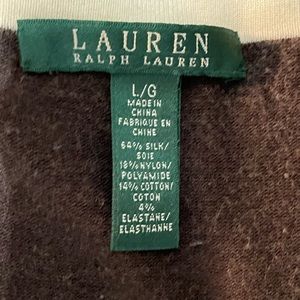 LAUREN
RALPH LAUREN
L/G
MADE IN
CHINA
FABRIQUE EN
CHINE
64% SILK/
SOIE
18% NYLON/
POLYAMIDE
14% COTTON/
COTON
4%
ELASTANE/
ELASTHANNE